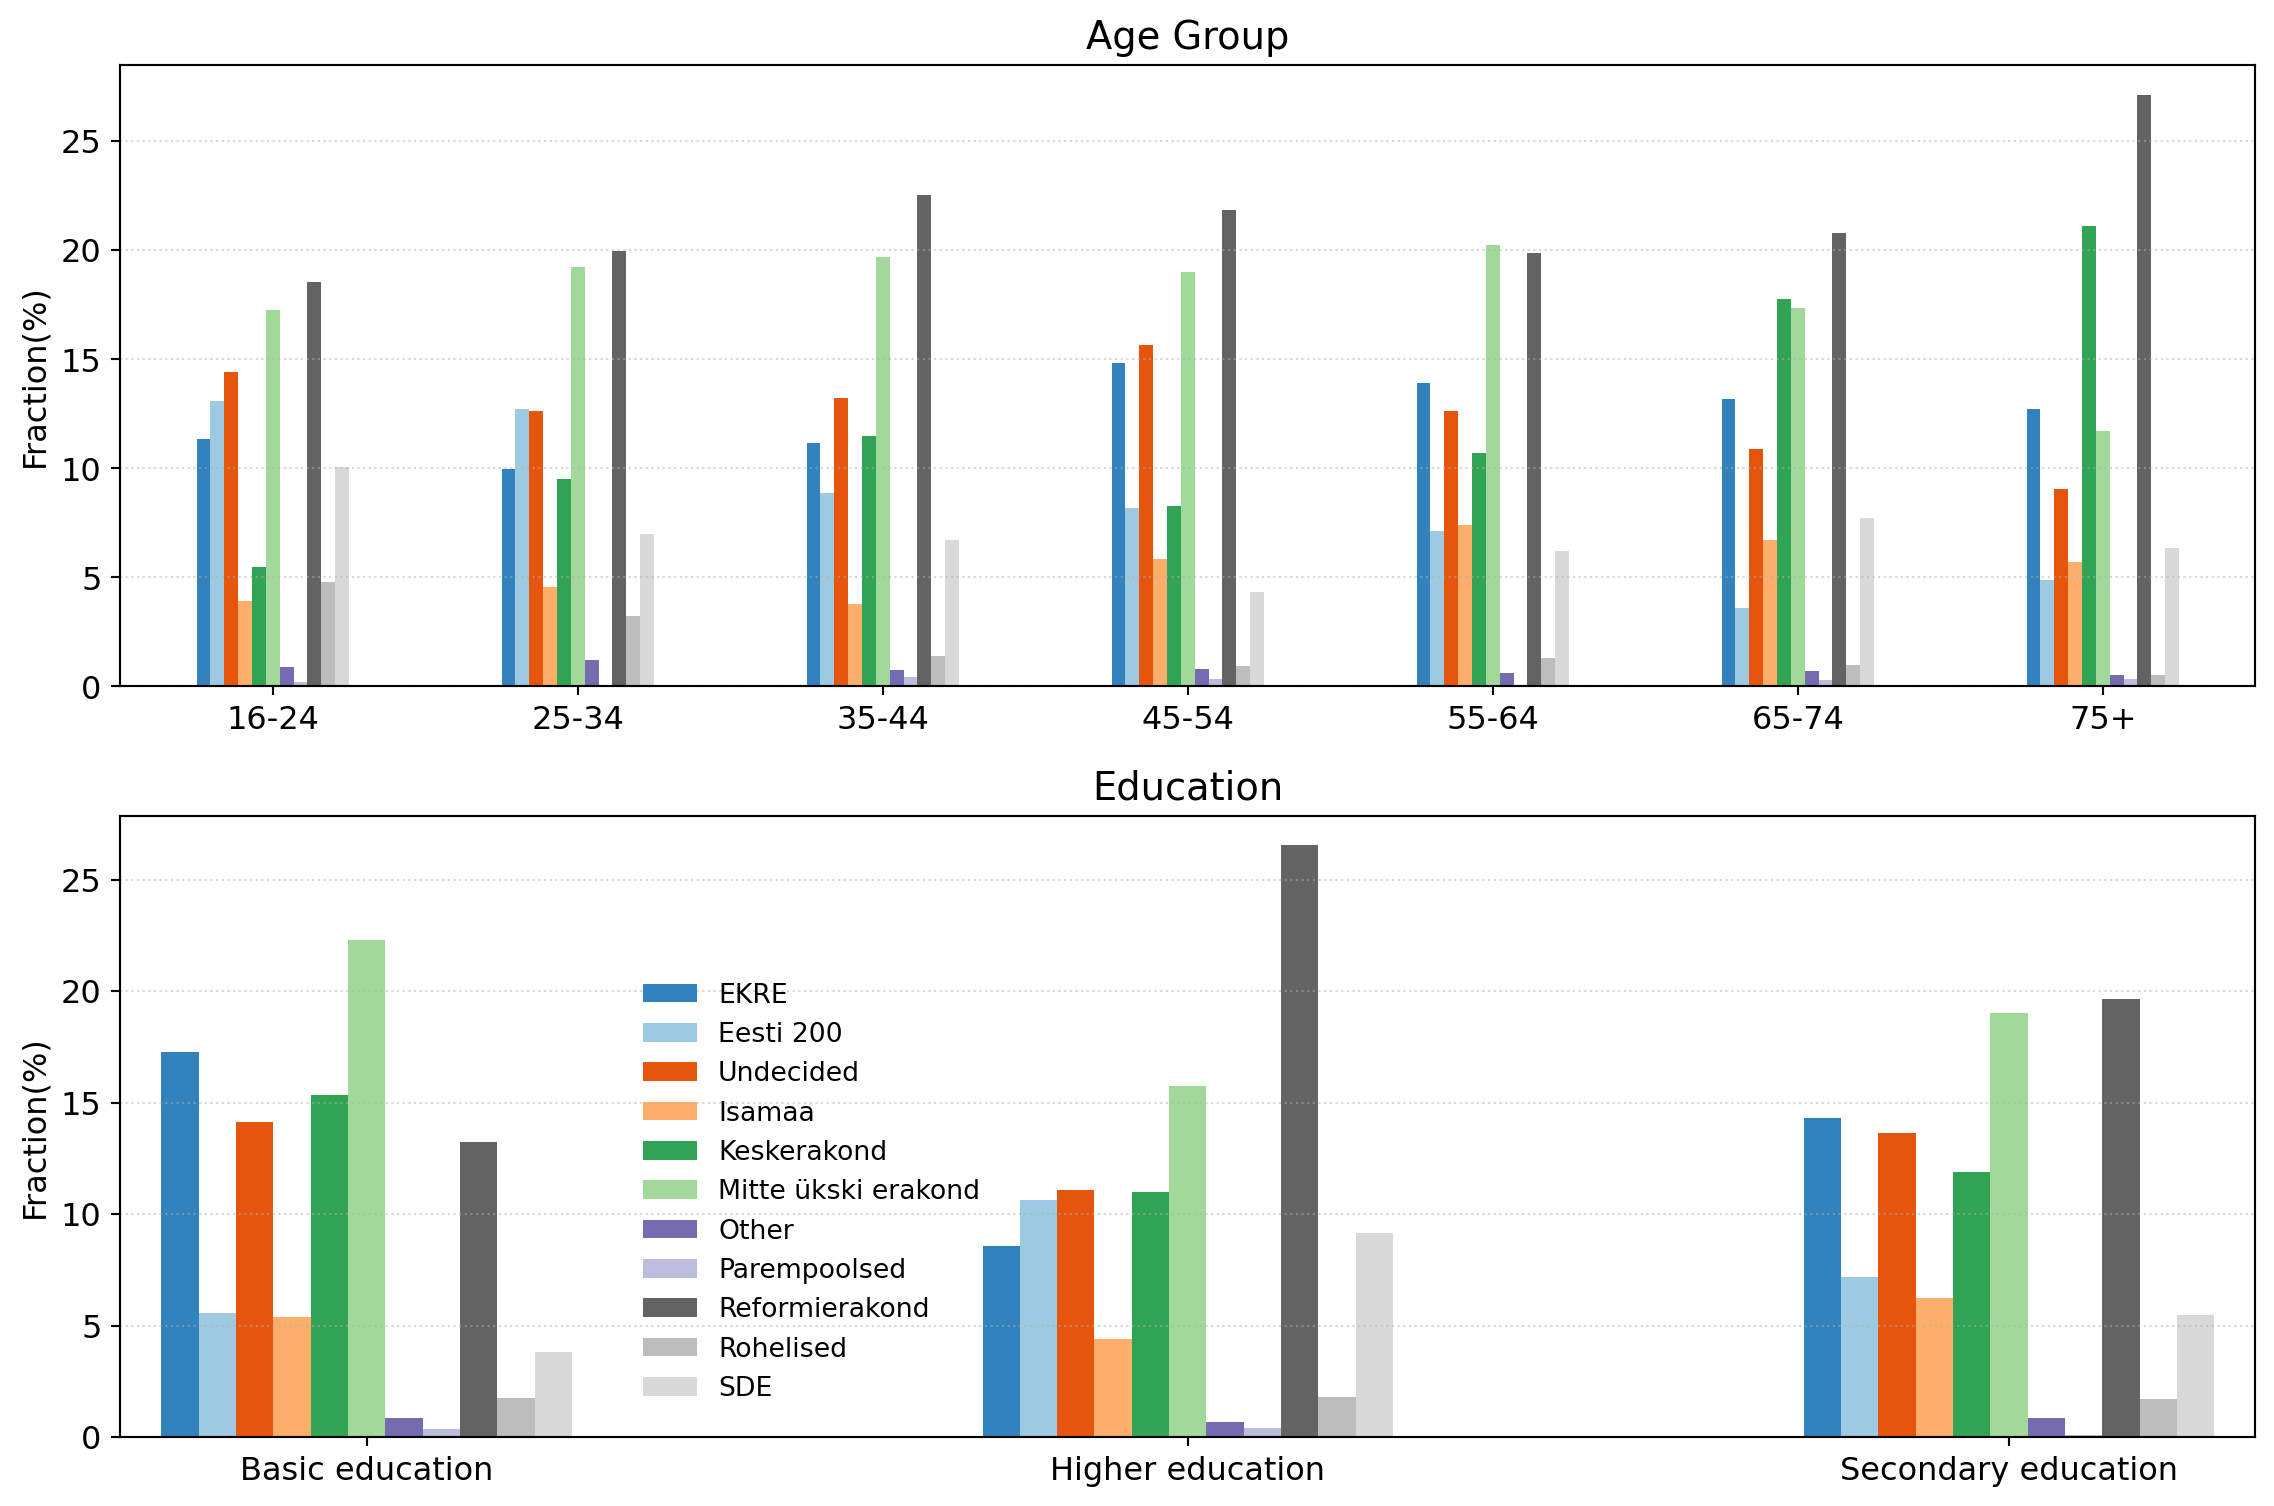 Age Group
Fraction(%)
25
20
15
10
5
0
16-24
25-34
35-44
45-54
55-64
65-74
75+
Education
Fraction(%)
25
20
15
10
5
0
EKRE
Eesti 200
Undecided
Isamaa
Keskerakond
Mitte ükski erakond
Other
Parempoolsed
Reformierakond
Rohelised
SDE
Basic education
Higher education
Secondary education